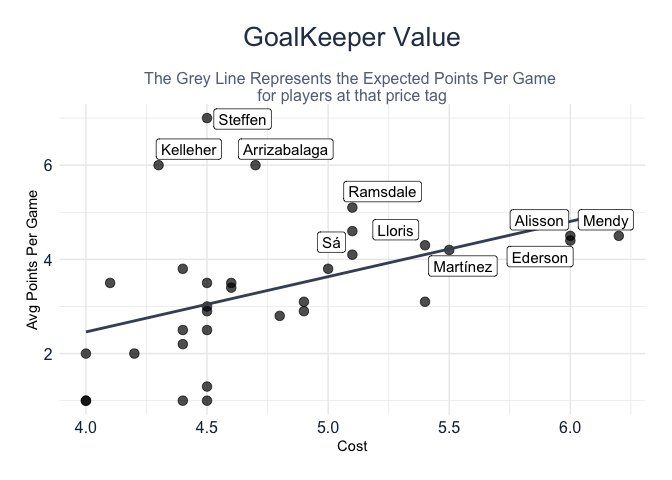 GoalKeeper Value
The Grey Line Represents the Expected Points Per Game
for players at that price tag
Steffen
Kelleher
Arrizabalaga
Ramsdale
Lloris
Sá
Alisson
Mendy
Ederson
Martínez
Avg Points Per Game
6
4
2
4.0
4.5
5.0
5.5
6.0
Cost